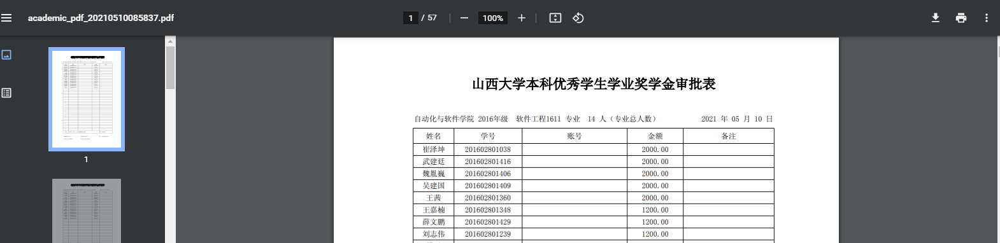 academic_pdf_20210510085837.pdf
1 / 57
100%
1
山西大学本科优秀学生学业奖学金审批表
自动化与软件学院 2016年级 软件工程1611 专业 14 人（专业总人数） 2021 年 05 月 10 日
姓名 学号 账号 金额 备注
崔泽坤 201602801038 2000.00
武建廷 201602801416 2000.00
魏胤巍 201602801406 2000.00
吴建国 201602801409 2000.00
王茜 201602801360 2000.00
王嘉楠 201602801348 1200.00
薛文鹏 201602801429 1200.00
刘志伟 201602801239 1200.00